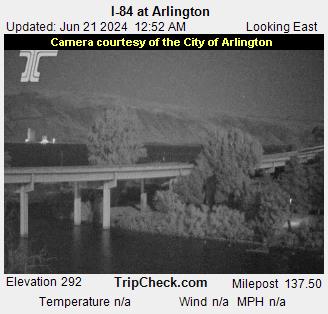 I-84 at Arlington
Updated: Jun 21 2024 12:52 AM Looking East
Camera courtesy of the City of Arlington
Elevation 292 TripCheck.com Milepost 137.50
Temperature n/a Wind n/a MPH n/a